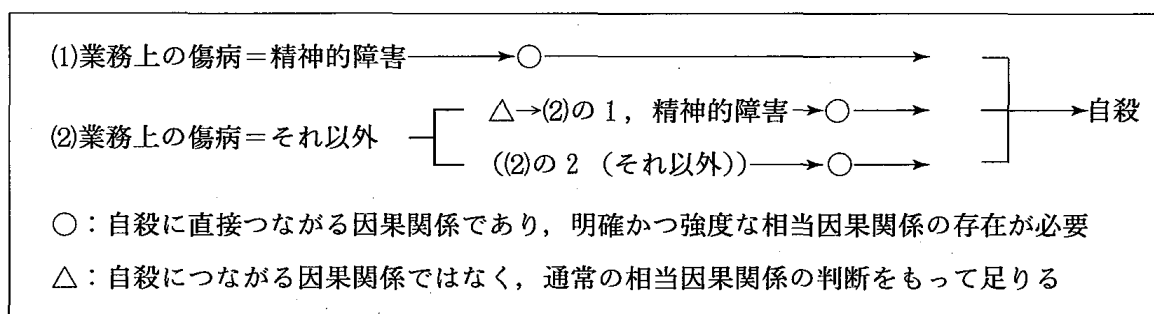 ⑴業務上の傷病＝精神的障害→○→
⑵業務上の傷病＝それ以外
△→⑵の1，精神的障害→○→
（⑵の2（それ以外））→○→
→自殺
○：自殺に直接つながる因果関係であり，明確かつ強度な相当因果関係の存在が必要
△：自殺につながる因果関係ではなく，通常の相当因果関係の判断をもって足りる